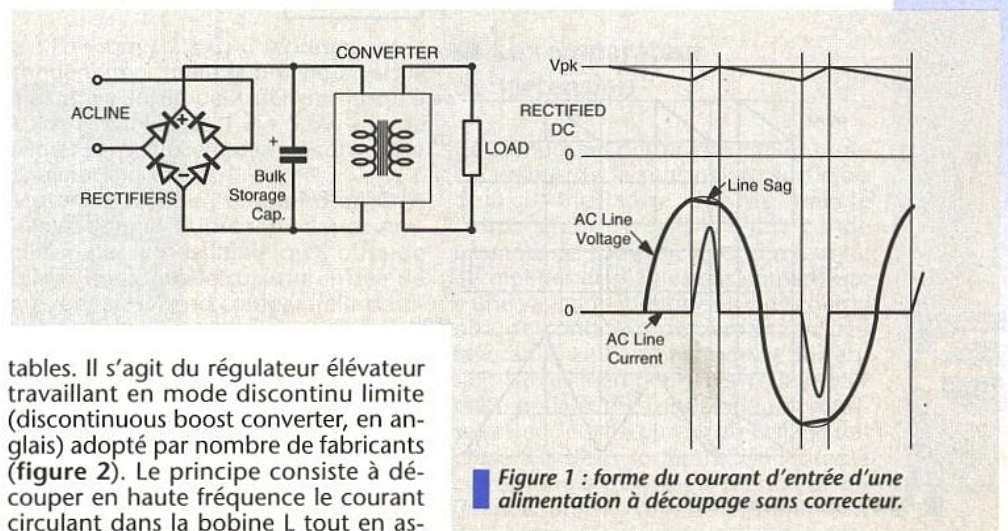 CONVERTER
ACLINE
+
−
RECTIFIERS
+
Bulk
Storage
Cap.
LOAD
Vpk
RECTIFIED
DC
0
Line Sag
AC Line
Voltage
0
AC Line
Current
Figure 1 : forme du courant d'entrée d'une
alimentation à découpage sans correcteur.
tables. Il s'agit du régulateur élévateur
travaillant en mode discontinu limite
(discontinuous boost converter, en an-
glais) adopté par nombre de fabricants
(figure 2). Le principe consiste à dé-
couper en haute fréquence le courant
circulant dans la bobine L tout en as-